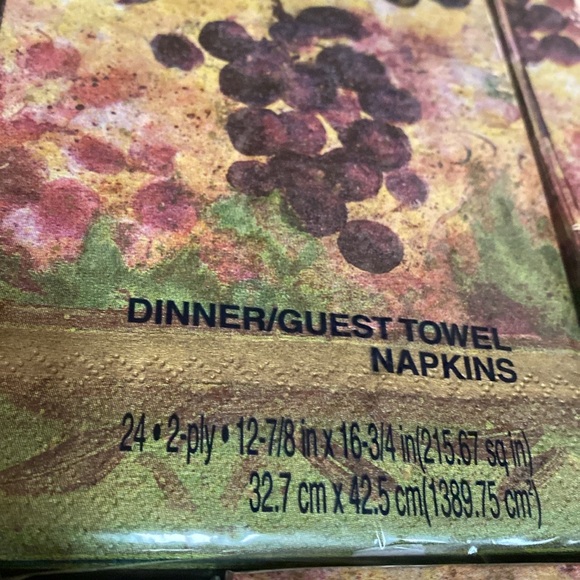 DINNER/GUEST TOWEL
NAPKINS
24 • 2-ply • 12-7/8 in x 16-3/4 in(215.67 sq in)
32.7 cm x 42.5 cm(1389.75 cm²)